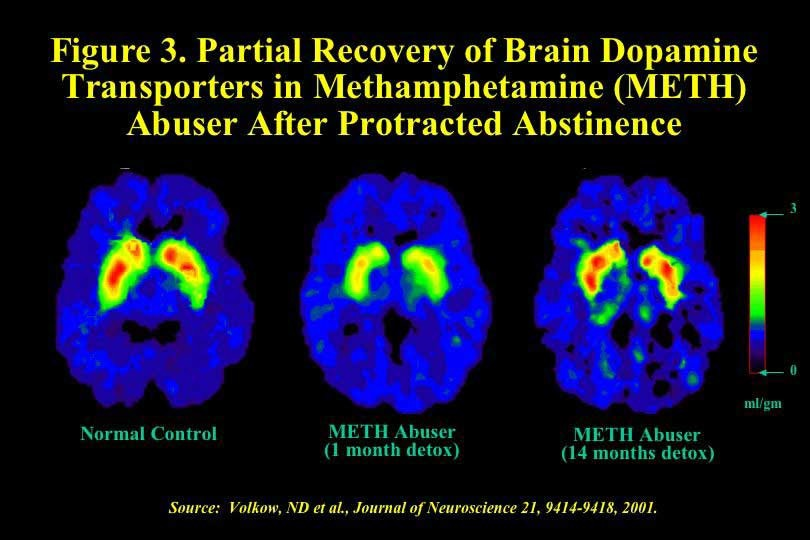 Figure 3. Partial Recovery of Brain Dopamine
Transporters in Methamphetamine (METH)
Abuser After Protracted Abstinence
3
0
ml/gm
Normal Control
METH Abuser
(1 month detox)
METH Abuser
(14 months detox)
Source: Volkow, ND et al., Journal of Neuroscience 21, 9414-9418, 2001.